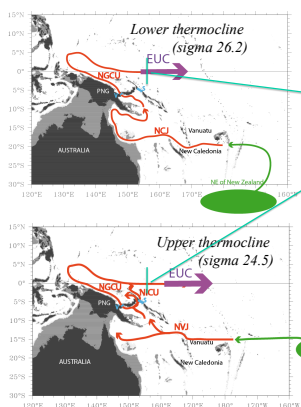 Lower thermocline
(sigma 26.2)
15°N
10°N
5°N
0°
5°S
10°S
15°S
20°S
25°S
30°S
EUC
NGCU
PNG
NCJ
Vanuatu
New Caledonia
AUSTRALIA
NE of New Zealand
120°E 130°E 140°E 150°E 160°E 170°E 180° 170°W 160°W
Upper thermocline
(sigma 24.5)
15°N
10°N
5°N
0°
5°S
10°S
15°S
20°S
25°S
30°S
EUC
NGCU
NICU
PNG
NVJ
Vanuatu
New Caledonia
AUSTRALIA
120°E 130°E 140°E 150°E 160°E 170°E 180° 170°W 160°W